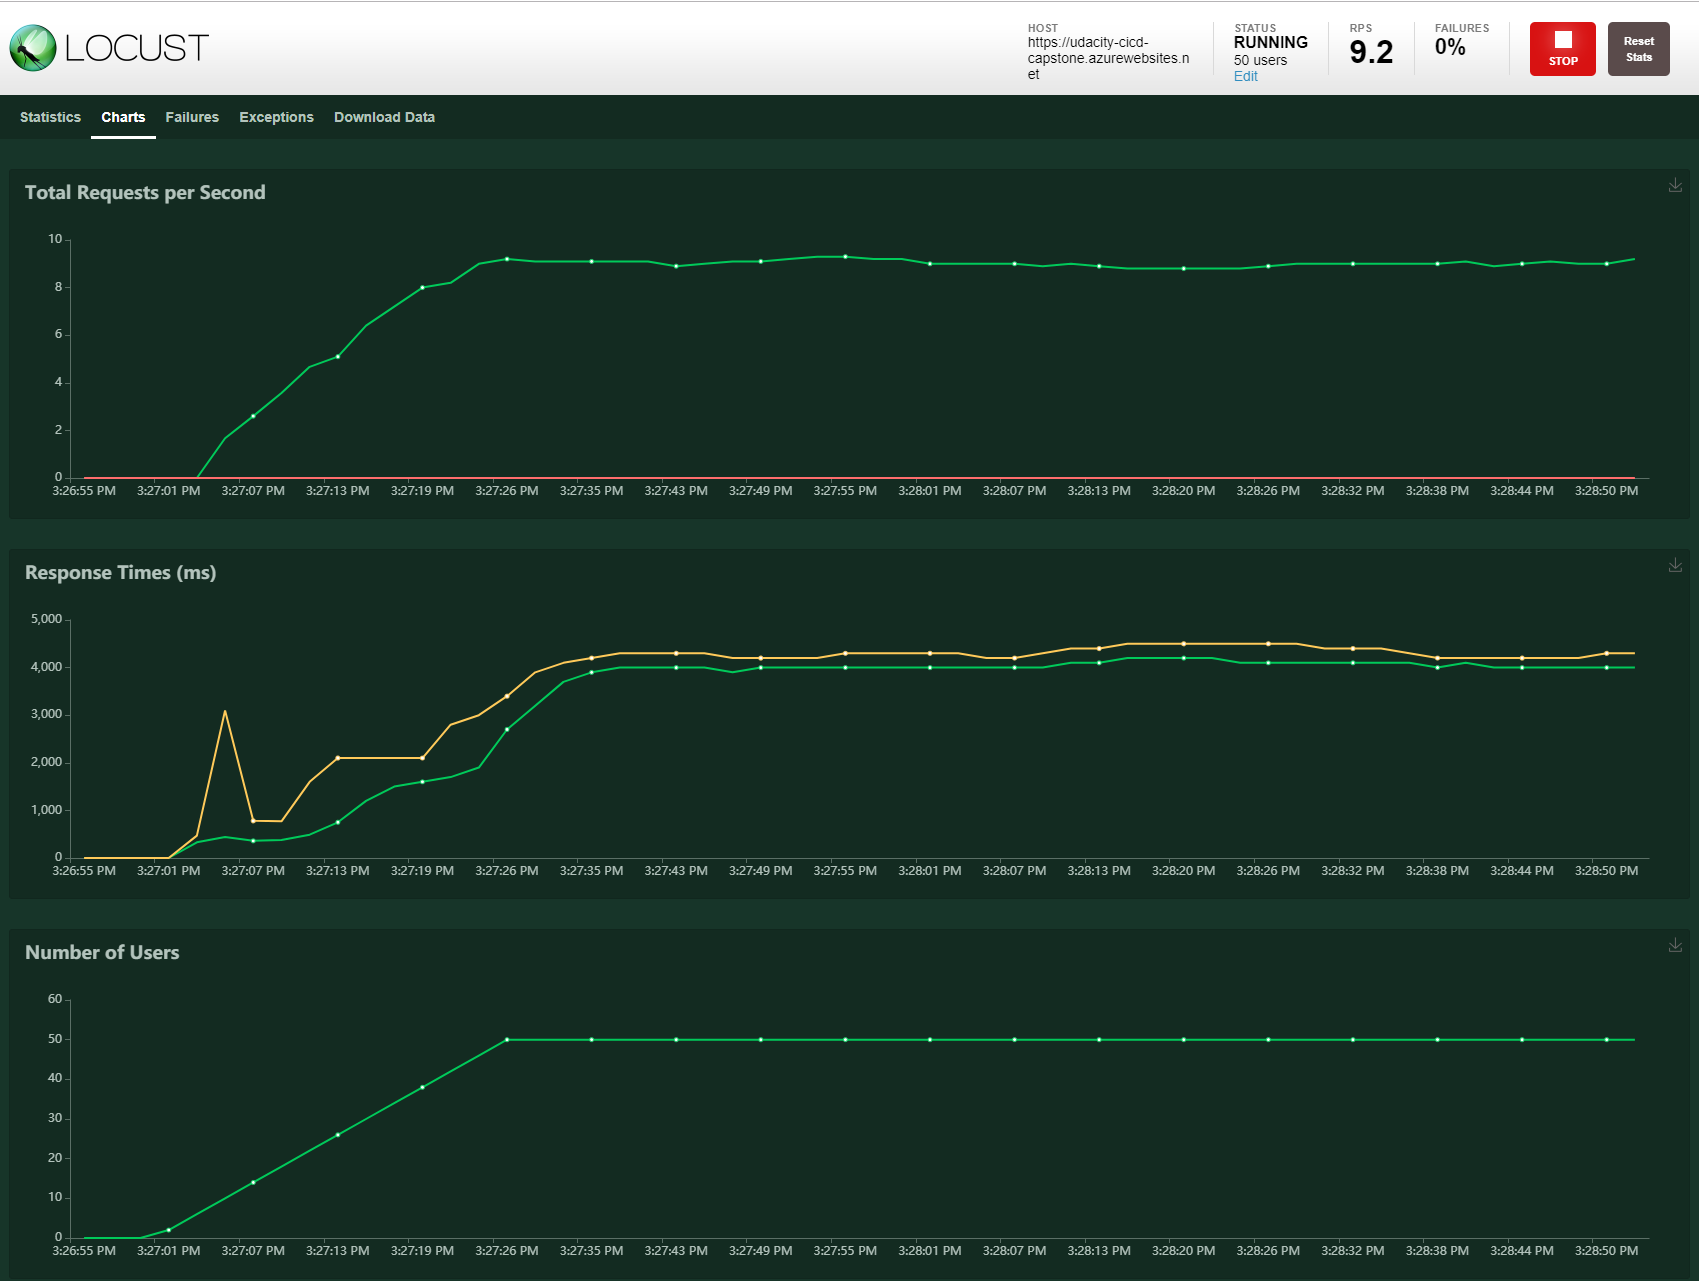 LOCUST
HOST
https://udacity-cicd-
capstone.azurewebsites.n
et
STATUS
RUNNING
50 users
Edit
RPS
9.2
FAILURES
0%
STOP
Reset
Stats
Statistics Charts Failures Exceptions Download Data
Total Requests per Second
10
8
6
4
2
0
3:26:55 PM 3:27:01 PM 3:27:07 PM 3:27:13 PM 3:27:19 PM 3:27:26 PM 3:27:35 PM 3:27:43 PM 3:27:49 PM 3:27:55 PM 3:28:01 PM 3:28:07 PM 3:28:13 PM 3:28:20 PM 3:28:26 PM 3:28:32 PM 3:28:38 PM 3:28:44 PM 3:28:50 PM
Response Times (ms)
5,000
4,000
3,000
2,000
1,000
0
3:26:55 PM 3:27:01 PM 3:27:07 PM 3:27:13 PM 3:27:19 PM 3:27:26 PM 3:27:35 PM 3:27:43 PM 3:27:49 PM 3:27:55 PM 3:28:01 PM 3:28:07 PM 3:28:13 PM 3:28:20 PM 3:28:26 PM 3:28:32 PM 3:28:38 PM 3:28:44 PM 3:28:50 PM
Number of Users
60
50
40
30
20
10
0
3:26:55 PM 3:27:01 PM 3:27:07 PM 3:27:13 PM 3:27:19 PM 3:27:26 PM 3:27:35 PM 3:27:43 PM 3:27:49 PM 3:27:55 PM 3:28:01 PM 3:28:07 PM 3:28:13 PM 3:28:20 PM 3:28:26 PM 3:28:32 PM 3:28:38 PM 3:28:44 PM 3:28:50 PM